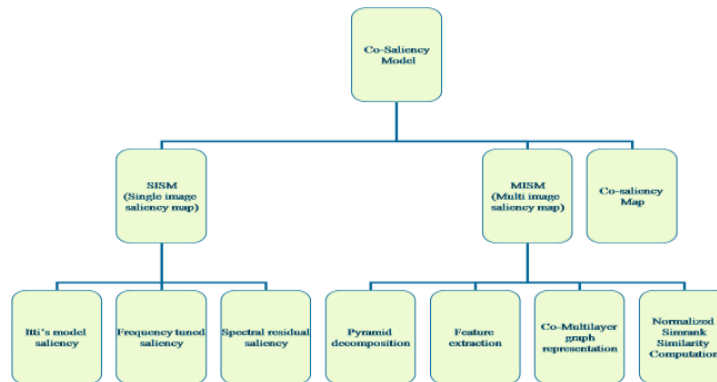 Co-Saliency
Model
SISM
(Single image
saliency map)
MISM
(Multi image
saliency map)
Co-saliency
Map
Itti's model
saliency
Frequency tuned
saliency
Spectral residual
saliency
Pyramid
decomposition
Feature
extraction
Co-Multilayer
graph
representation
Normalized
Simrank
Similarity
Computation